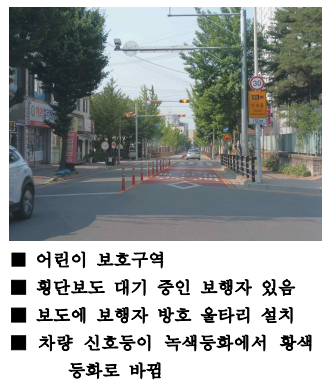 30
■ 어린이 보호구역
■ 횡단보도 대기 중인 보행자 있음
■ 보도에 보행자 방호 울타리 설치
■ 차량 신호등이 녹색등화에서 황색
등화로 바뀜